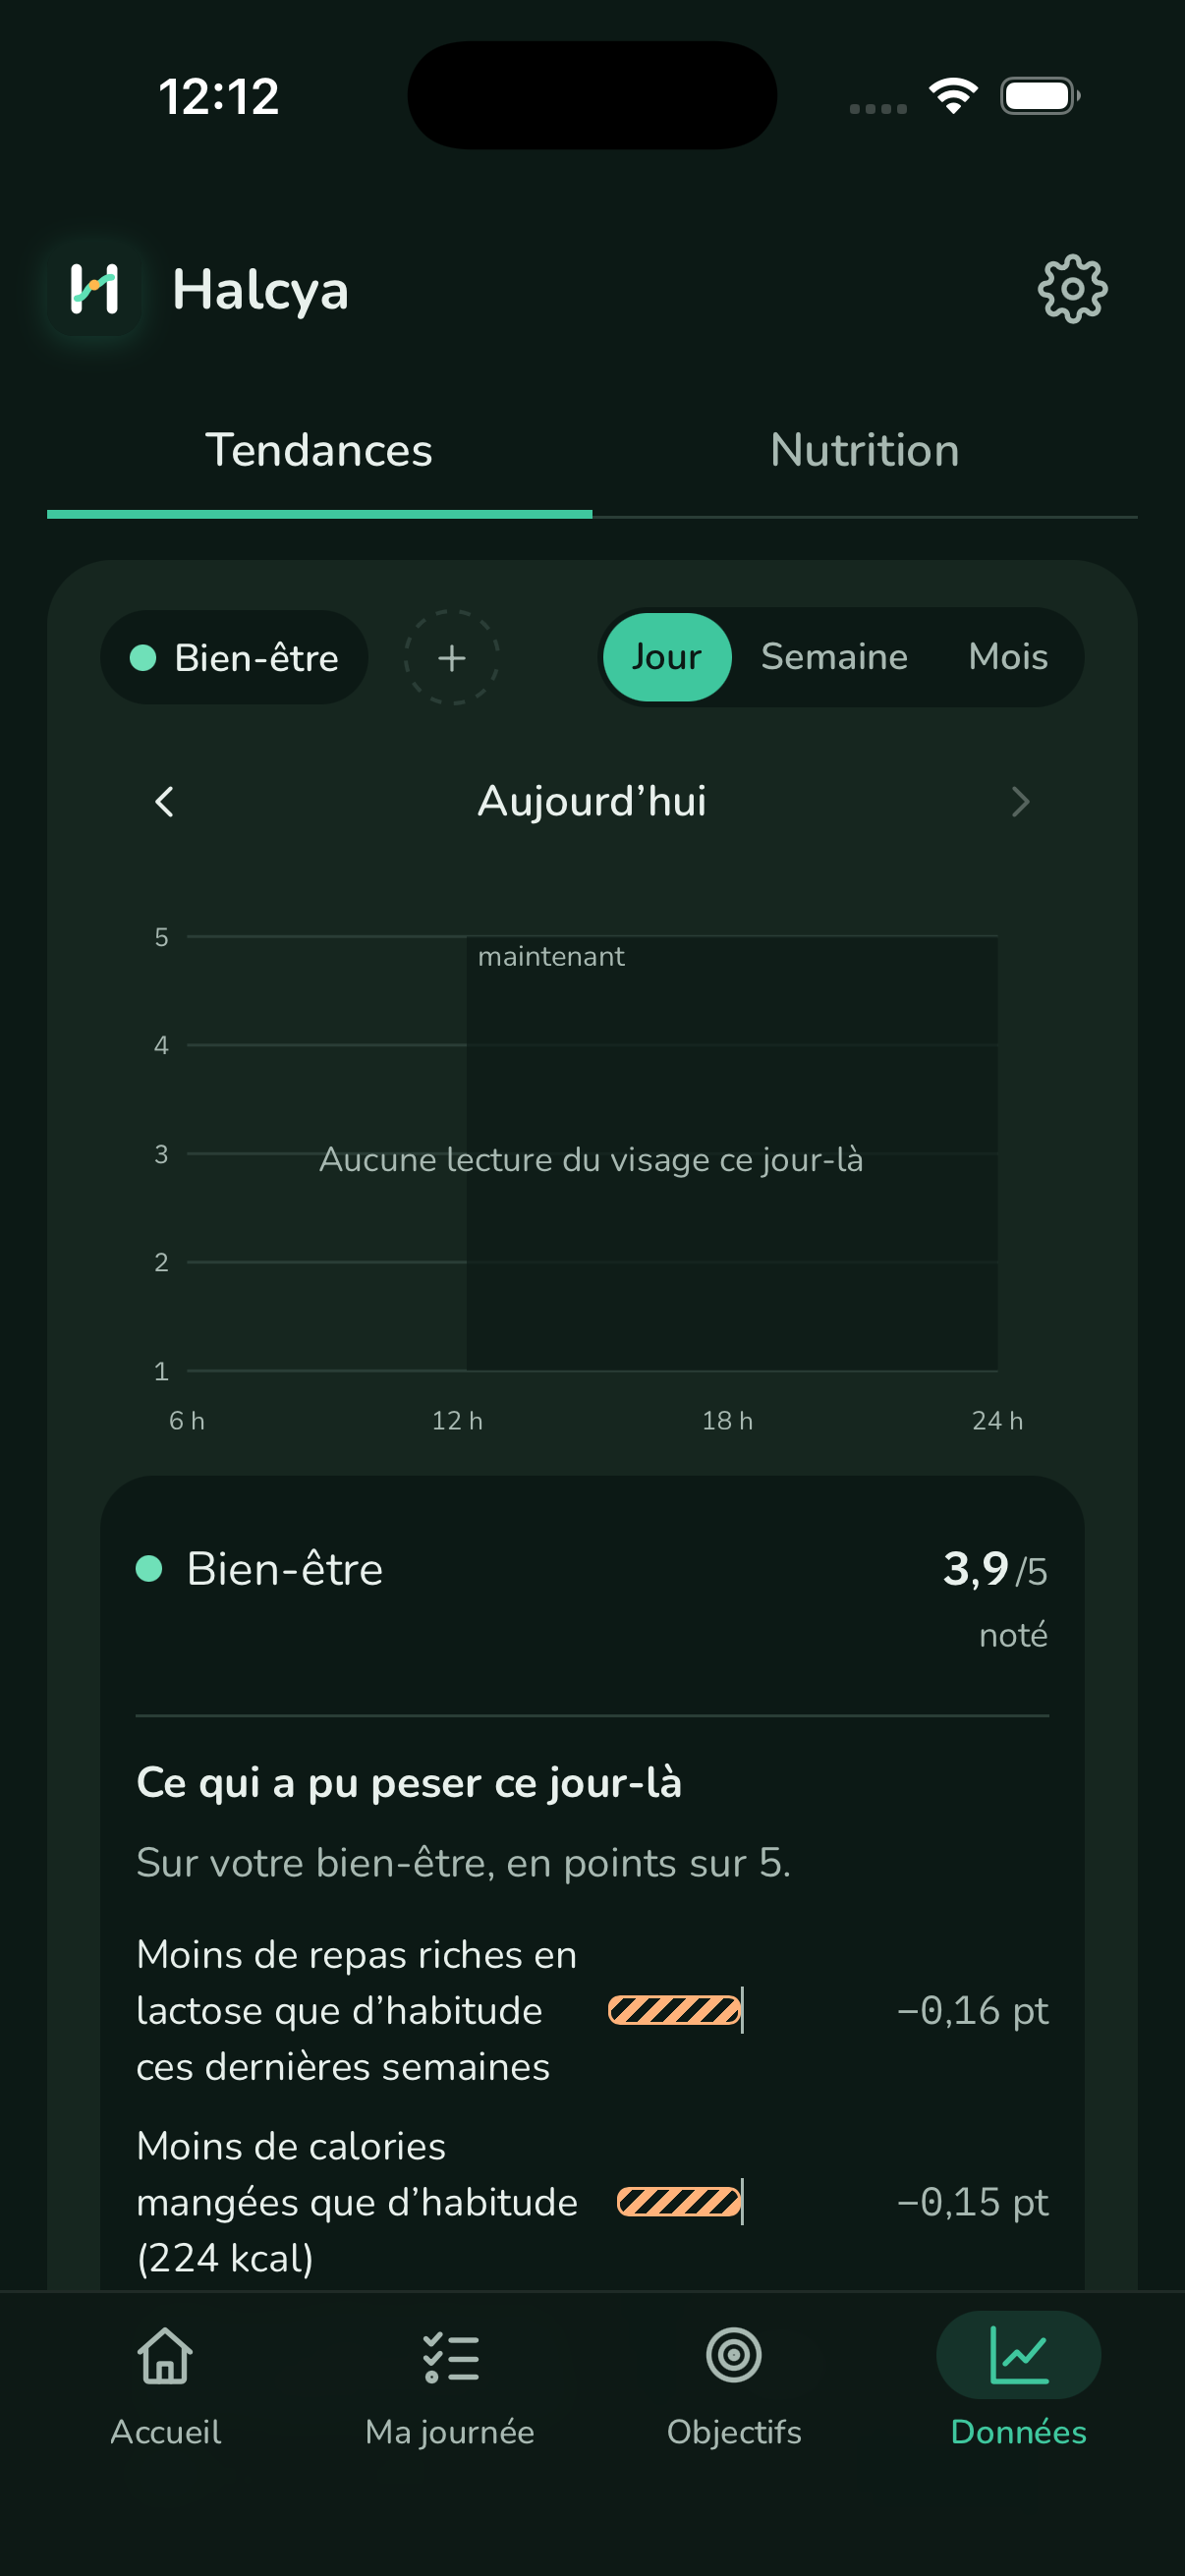 12:12
Halcya
Tendances
Nutrition
Bien-être
+
Jour
Semaine
Mois
Aujourd’hui
5
maintenant
4
3
Aucune lecture du visage ce jour-là
2
1
6 h
12 h
18 h
24 h
Bien-être
3,9/5
noté
Ce qui a pu peser ce jour-là
Sur votre bien-être, en points sur 5.
Moins de repas riches en
lactose que d’habitude
−0,16 pt
ces dernières semaines
Moins de calories
mangées que d’habitude
−0,15 pt
(224 kcal)
Accueil
Ma journée
Objectifs
Données